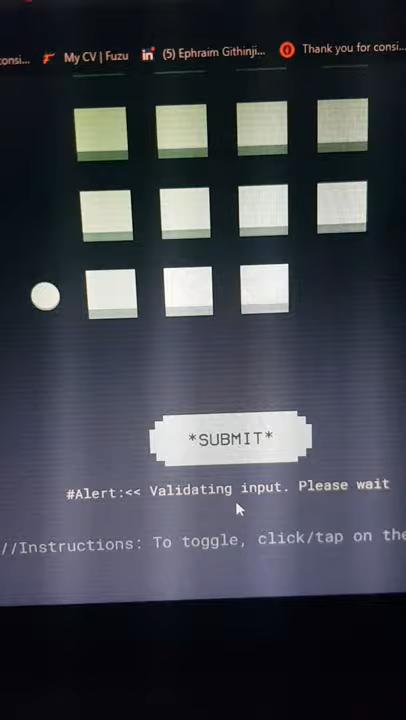 onsi... My CV | Fuzu (5) Ephraim Githinji... Thank you for consi...
*SUBMIT*
#Alert:<< Validating input. Please wait
//Instructions: To toggle, click/tap on the